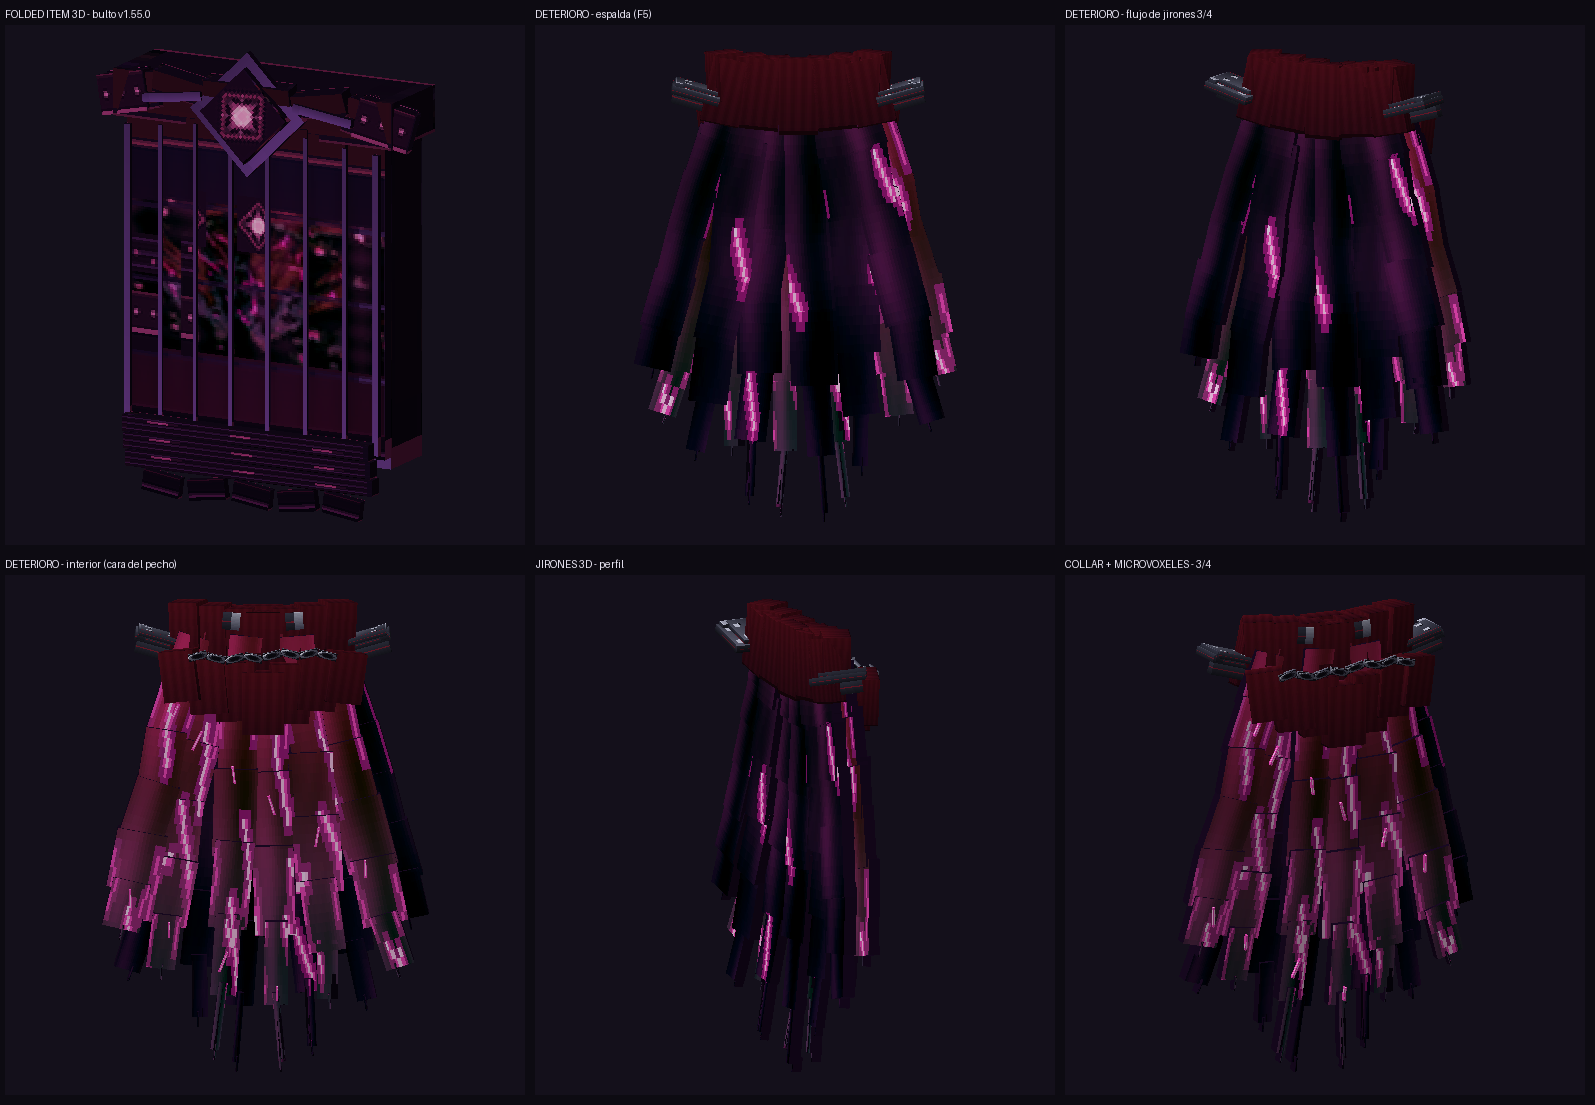 FOLDED ITEM 3D - bulto v1.55.0
DETERIORO - espalda (F5)
DETERIORO - flujo de jirones 3/4
DETERIORO - interior (cara del pecho)
JIRONES 3D - perfil
COLLAR + MICROVOXELES - 3/4